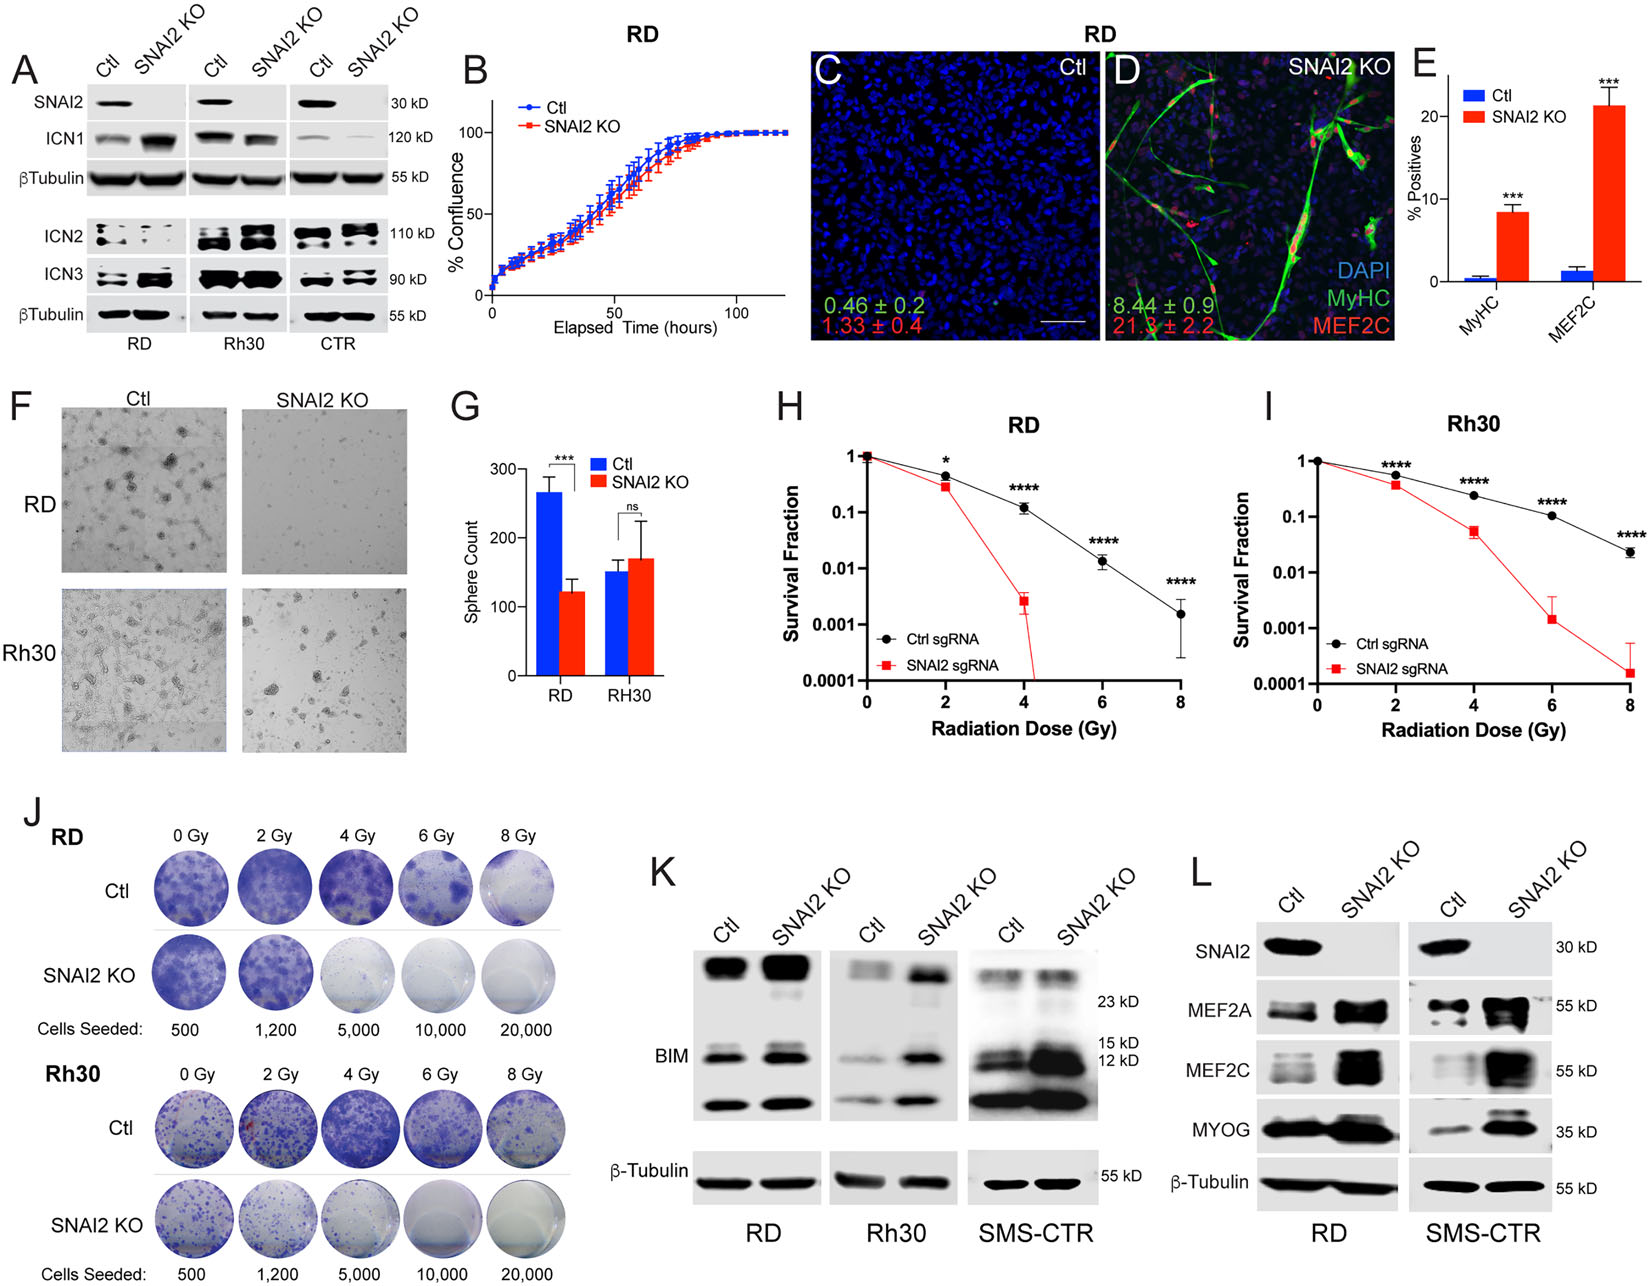 A
Ctl
SNAI2 KO
Ctl
SNAI2 KO
Ctl
SNAI2 KO
SNAI2
30 kD
ICN1
120 kD
βTubulin
55 kD
ICN2
110 kD
ICN3
90 kD
βTubulin
55 kD
RD
Rh30
CTR
B
RD
Ctl
SNAI2 KO
% Confluence
100
50
0
0
50
100
Elapsed Time (hours)
RD
C
Ctl
0.46 ± 0.2
1.33 ± 0.4
D
SNAI2 KO
DAPI
8.44 ± 0.9
MyHC
21.3 ± 2.2
MEF2C
E
Ctl
SNAI2 KO
% Positives
20
10
0
***
***
MyHC
MEF2C
F
Ctl
SNAI2 KO
RD
Rh30
G
Ctl
SNAI2 KO
Sphere Count
300
200
100
0
***
ns
RD
RH30
H
RD
Survival Fraction
1
0.1
0.01
0.001
0.0001
*
****
****
****
Ctrl sgRNA
SNAI2 sgRNA
0
2
4
6
8
Radiation Dose (Gy)
I
Rh30
Survival Fraction
1
0.1
0.01
0.001
0.0001
****
****
****
****
Ctrl sgRNA
SNAI2 sgRNA
0
2
4
6
8
Radiation Dose (Gy)
J
RD
0 Gy 2 Gy 4 Gy 6 Gy 8 Gy
Ctl
SNAI2 KO
Cells Seeded: 500 1,200 5,000 10,000 20,000
Rh30
0 Gy 2 Gy 4 Gy 6 Gy 8 Gy
Ctl
SNAI2 KO
Cells Seeded: 500 1,200 5,000 10,000 20,000
K
Ctl
SNAI2 KO
Ctl
SNAI2 KO
Ctl
SNAI2 KO
23 kD
15 kD
BIM
12 kD
β-Tubulin
55 kD
RD
Rh30
SMS-CTR
L
Ctl
SNAI2 KO
Ctl
SNAI2 KO
SNAI2
30 kD
MEF2A
55 kD
MEF2C
55 kD
MYOG
35 kD
β-Tubulin
55 kD
RD
SMS-CTR